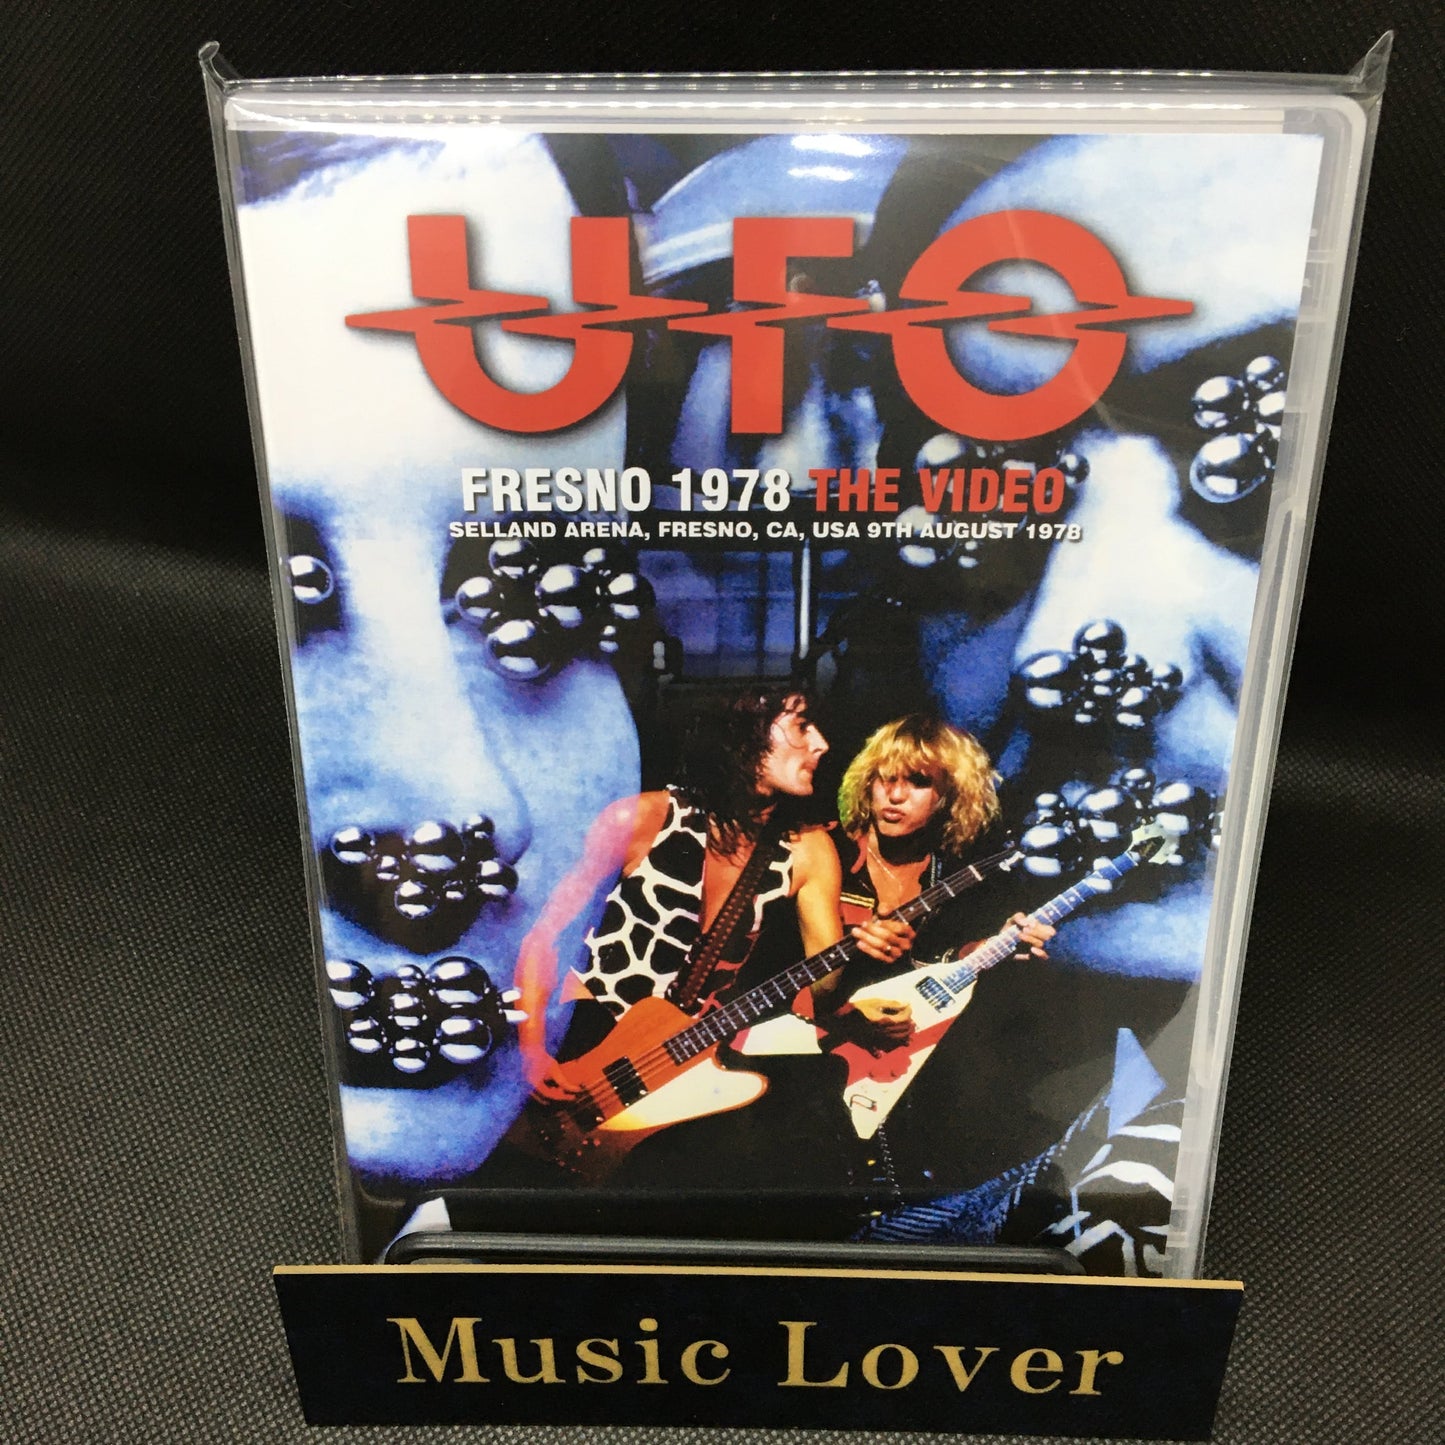 UFO
FRESNO 1978 THE VIDEO
SELLAND ARENA, FRESNO, CA, USA 9TH AUGUST 1978
Music Lover